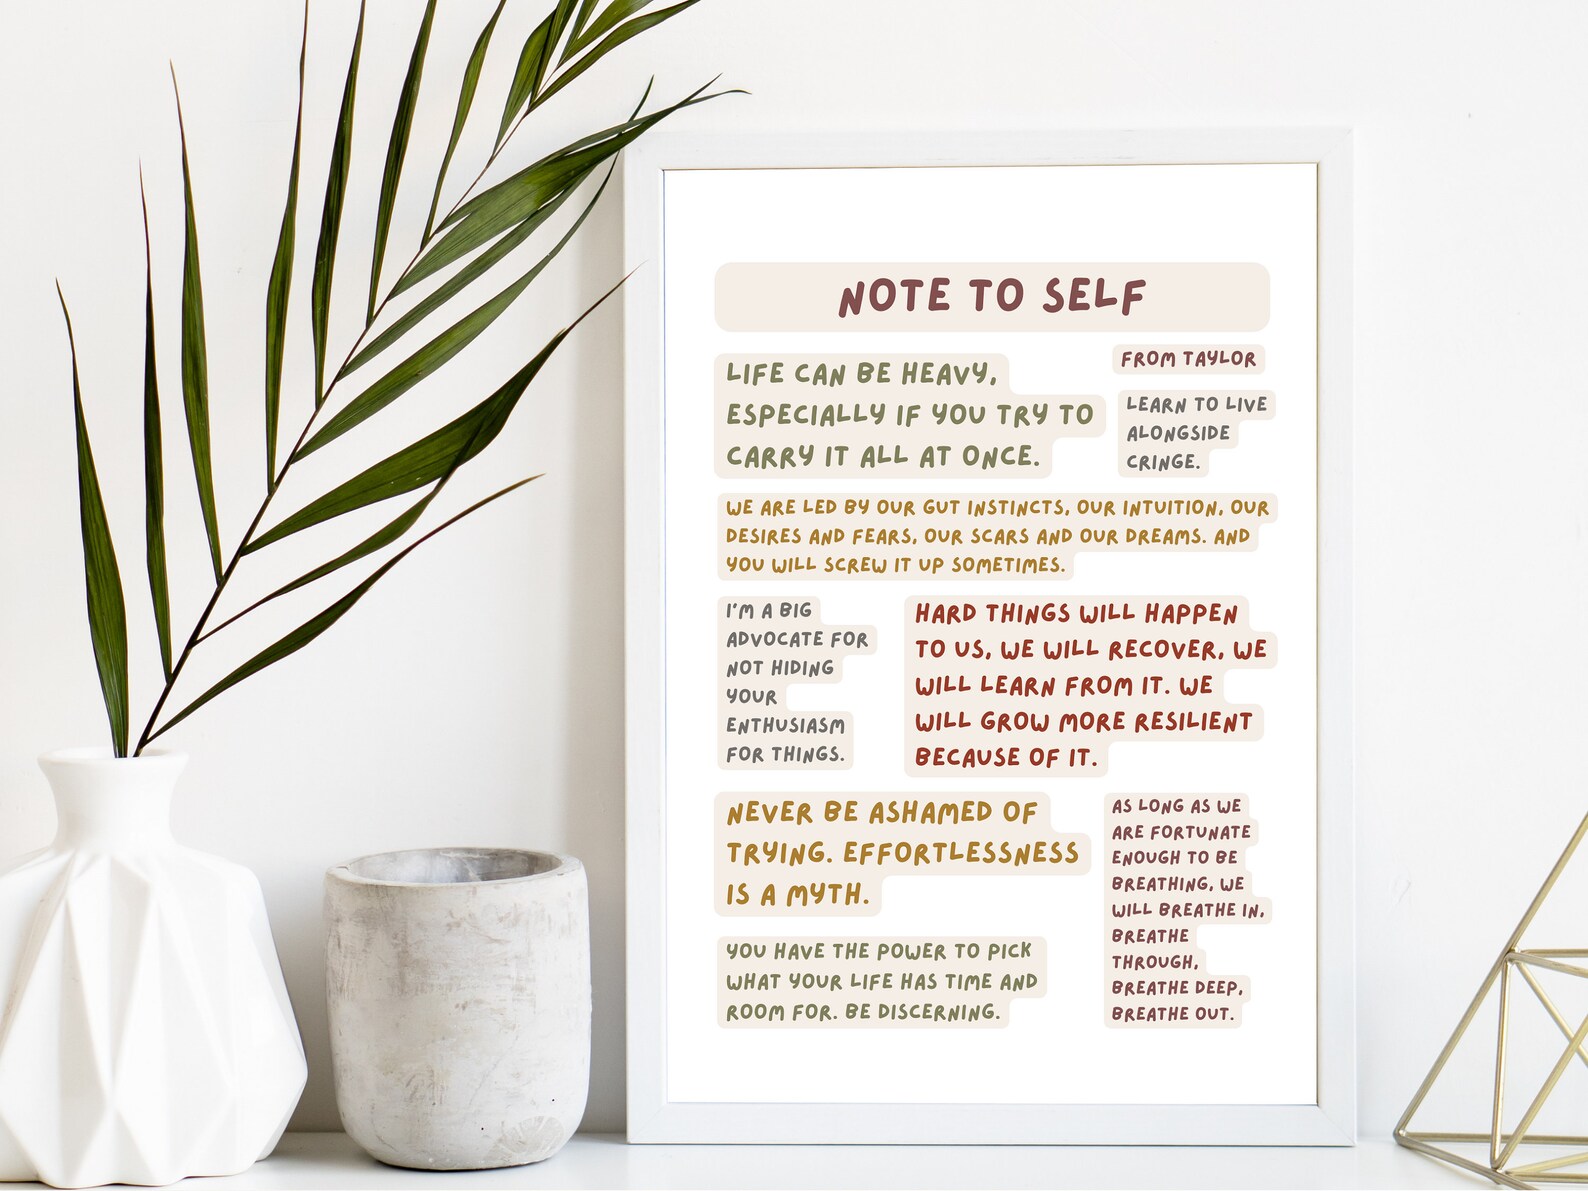 NOTE TO SELF
FROM TAYLOR
LIFE CAN BE HEAVY,
ESPECIALLY IF YOU TRY TO
CARRY IT ALL AT ONCE.
LEARN TO LIVE
ALONGSIDE
CRINGE.
WE ARE LED BY OUR GUT INSTINCTS, OUR INTUITION, OUR
DESIRES AND FEARS, OUR SCARS AND OUR DREAMS. AND
YOU WILL SCREW IT UP SOMETIMES.
I'M A BIG
ADVOCATE FOR
NOT HIDING
YOUR
ENTHUSIASM
FOR THINGS.
HARD THINGS WILL HAPPEN
TO US, WE WILL RECOVER, WE
WILL LEARN FROM IT. WE
WILL GROW MORE RESILIENT
BECAUSE OF IT.
NEVER BE ASHAMED OF
TRYING. EFFORTLESSNESS
IS A MYTH.
AS LONG AS WE
ARE FORTUNATE
ENOUGH TO BE
BREATHING, WE
WILL BREATHE IN,
BREATHE
THROUGH,
BREATHE DEEP,
BREATHE OUT.
YOU HAVE THE POWER TO PICK
WHAT YOUR LIFE HAS TIME AND
ROOM FOR. BE DISCERNING.